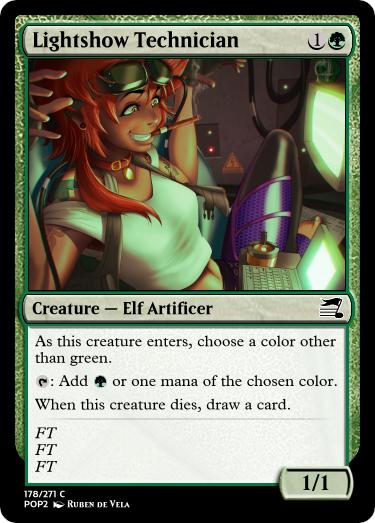 Lightshow Technician 1
Creature — Elf Artificer
As this creature enters, choose a color other
than green.
: Add or one mana of the chosen color.
When this creature dies, draw a card.
FT
FT
FT
1/1
178/271 C
POP2 Ruben de Vela